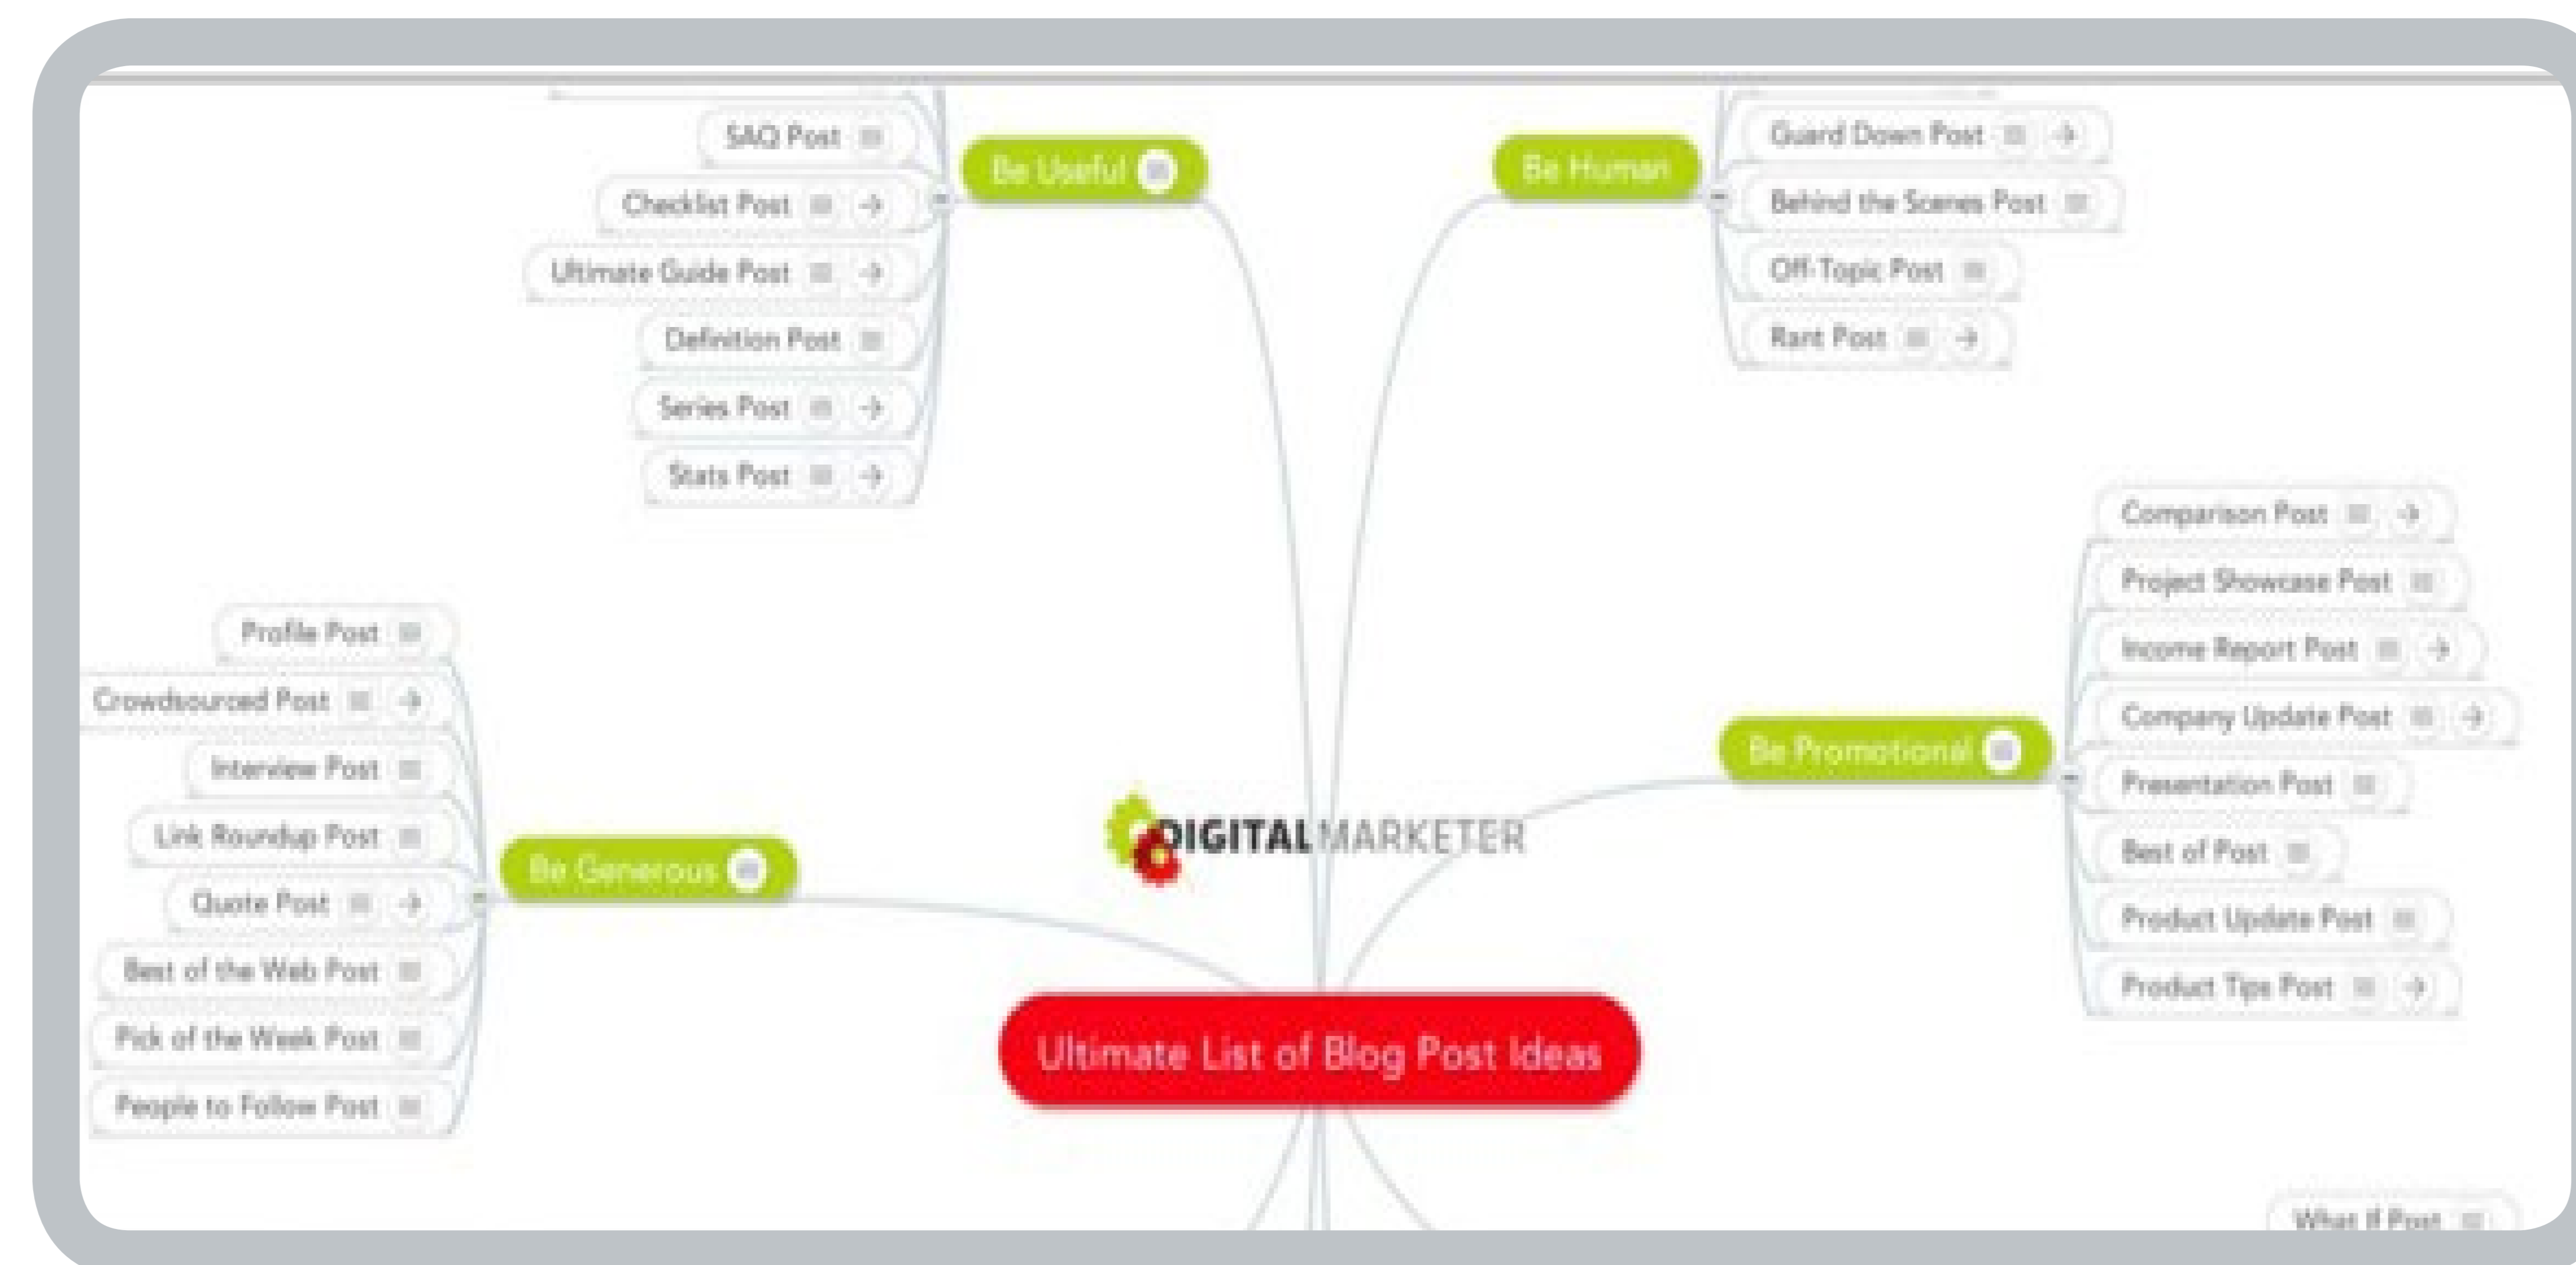 SAQ Post
Checklist Post
Ultimate Guide Post
Definition Post
Series Post
Stats Post
Be Useful
Be Human
Guard Down Post
Behind the Scenes Post
Off-Topic Post
Rant Post
Profile Post
Crowdsourced Post
Interview Post
Link Roundup Post
Quote Post
Best of the Web Post
Pick of the Week Post
People to Follow Post
Be Generous
DIGITALMARKETER
Be Promotional
Comparison Post
Project Showcase Post
Income Report Post
Company Update Post
Presentation Post
Best of Post
Product Update Post
Product Tips Post
Ultimate List of Blog Post Ideas
What If Post